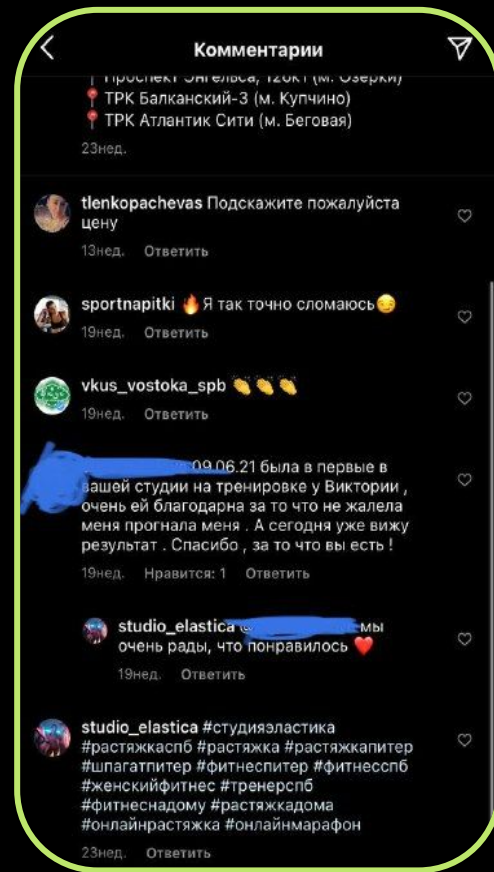 Комментарии
Проспект Энгельса, (м. Озерки)
ТРК Балканский-3 (м. Купчино)
ТРК Атлантик Сити (м. Беговая)
23нед.
tlenkopachevas Подскажите пожалуйста
цену
13нед. Ответить
sportnapitki 🔥Я так точно сломаюсь😏
19нед. Ответить
vkus_vostoka_spb 👏👏👏
19нед. Ответить
09.06.21 была в первые в
вашей студии на тренировке у Виктории ,
очень ей благодарна за то что не жалела
меня прогнала меня . А сегодня уже вижу
результат . Спасибо , за то что вы есть !
19нед. Нравится: 1 Ответить
studio_elastica @ мы
очень рады, что понравилось ❤️
19нед. Ответить
studio_elastica #студияэластика
#растяжкаспб #растяжка #растяжкапитер
#шпагатпитер #фитнеспитер #фитнесспб
#женскийфитнес #тренерспб
#фитнеснадому #растяжкадома
#онлайнрастяжка #онлайнмарафон
23нед. Ответить